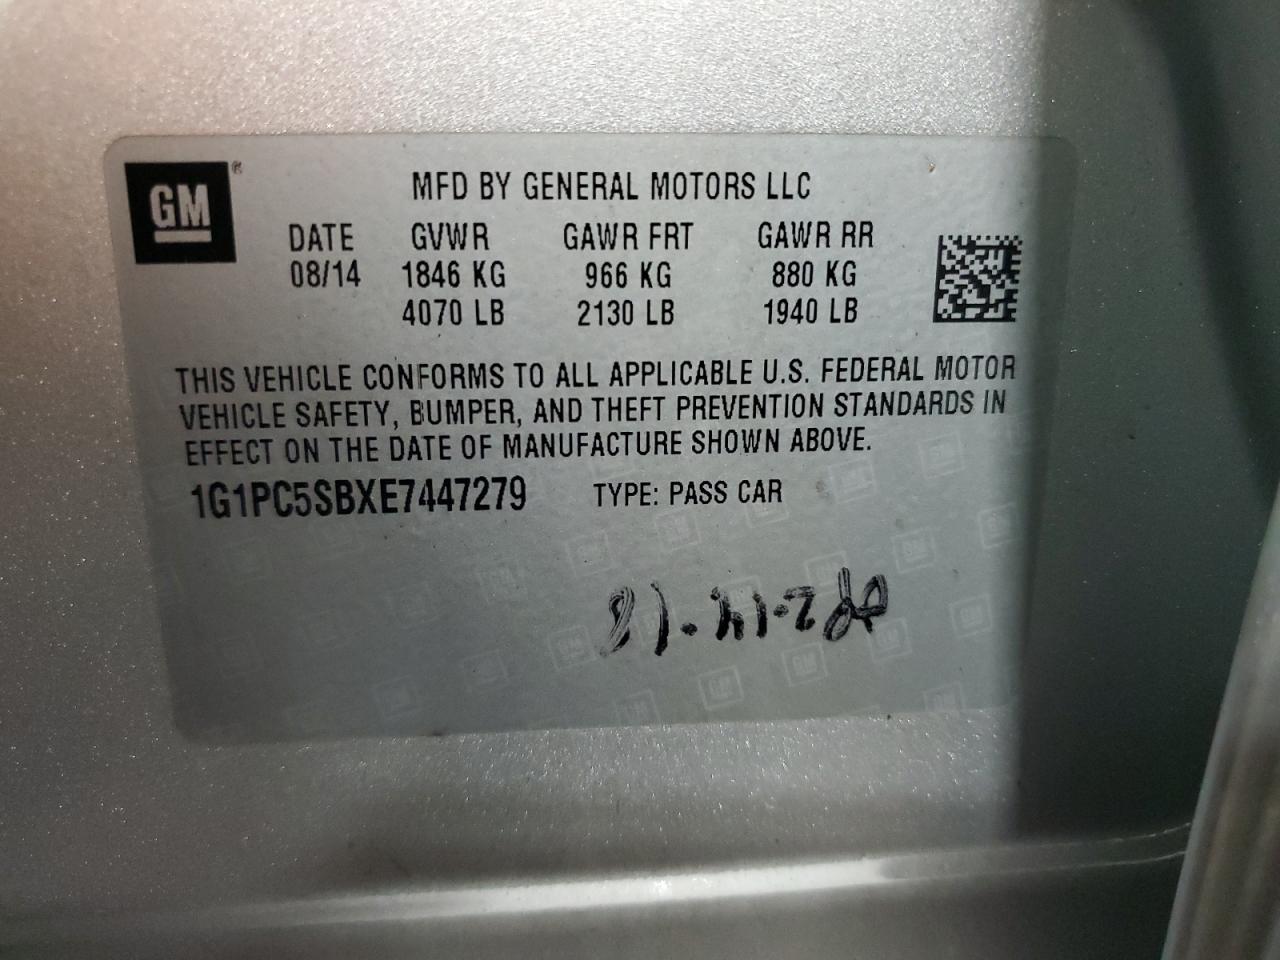 GM®
MFD BY GENERAL MOTORS LLC
DATE GVWR GAWR FRT GAWR RR
08/14 1846 KG 966 KG 880 KG
4070 LB 2130 LB 1940 LB
THIS VEHICLE CONFORMS TO ALL APPLICABLE U.S. FEDERAL MOTOR
VEHICLE SAFETY, BUMPER, AND THEFT PREVENTION STANDARDS IN
EFFECT ON THE DATE OF MANUFACTURE SHOWN ABOVE.
1G1PC5SBXE7447279 TYPE: PASS CAR